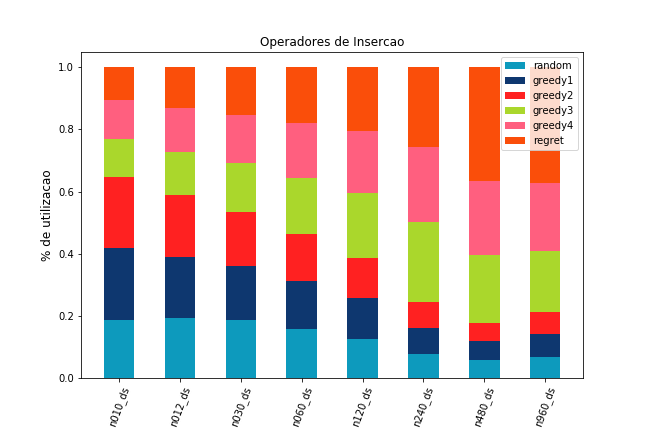 Operadores de Insercao
% de utilizacao
1.0
0.8
0.6
0.4
0.2
0.0
random
greedy1
greedy2
greedy3
greedy4
regret
n010_ds
n012_ds
n030_ds
n060_ds
n120_ds
n240_ds
n480_ds
n960_ds